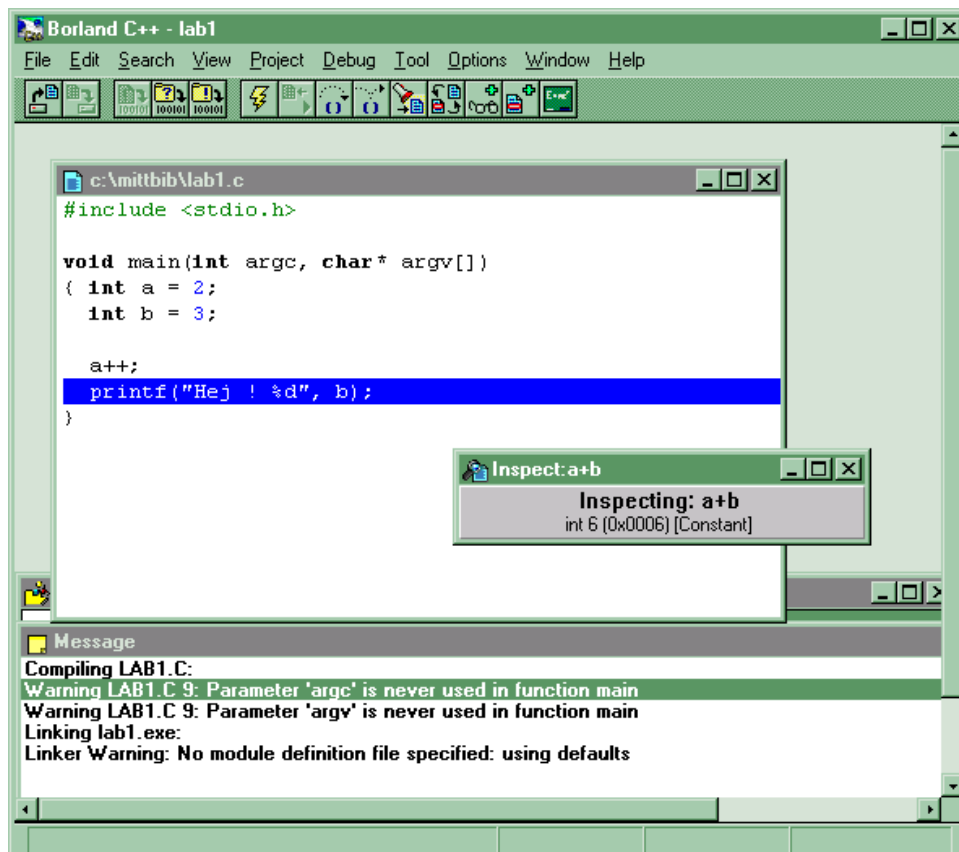 Borland C++ - lab1
File Edit Search View Project Debug Tool Options Window Help
c:\mittbib\lab1.c
#include <stdio.h>
void main(int argc, char* argv[])
{ int a = 2;
int b = 3;
a++;
printf("Hej ! %d", b);
}
Inspect:a+b
Inspecting: a+b
int 6 (0x0006) [Constant]
Message
Compiling LAB1.C:
Warning LAB1.C 9: Parameter 'argc' is never used in function main
Warning LAB1.C 9: Parameter 'argv' is never used in function main
Linking lab1.exe:
Linker Warning: No module definition file specified: using defaults